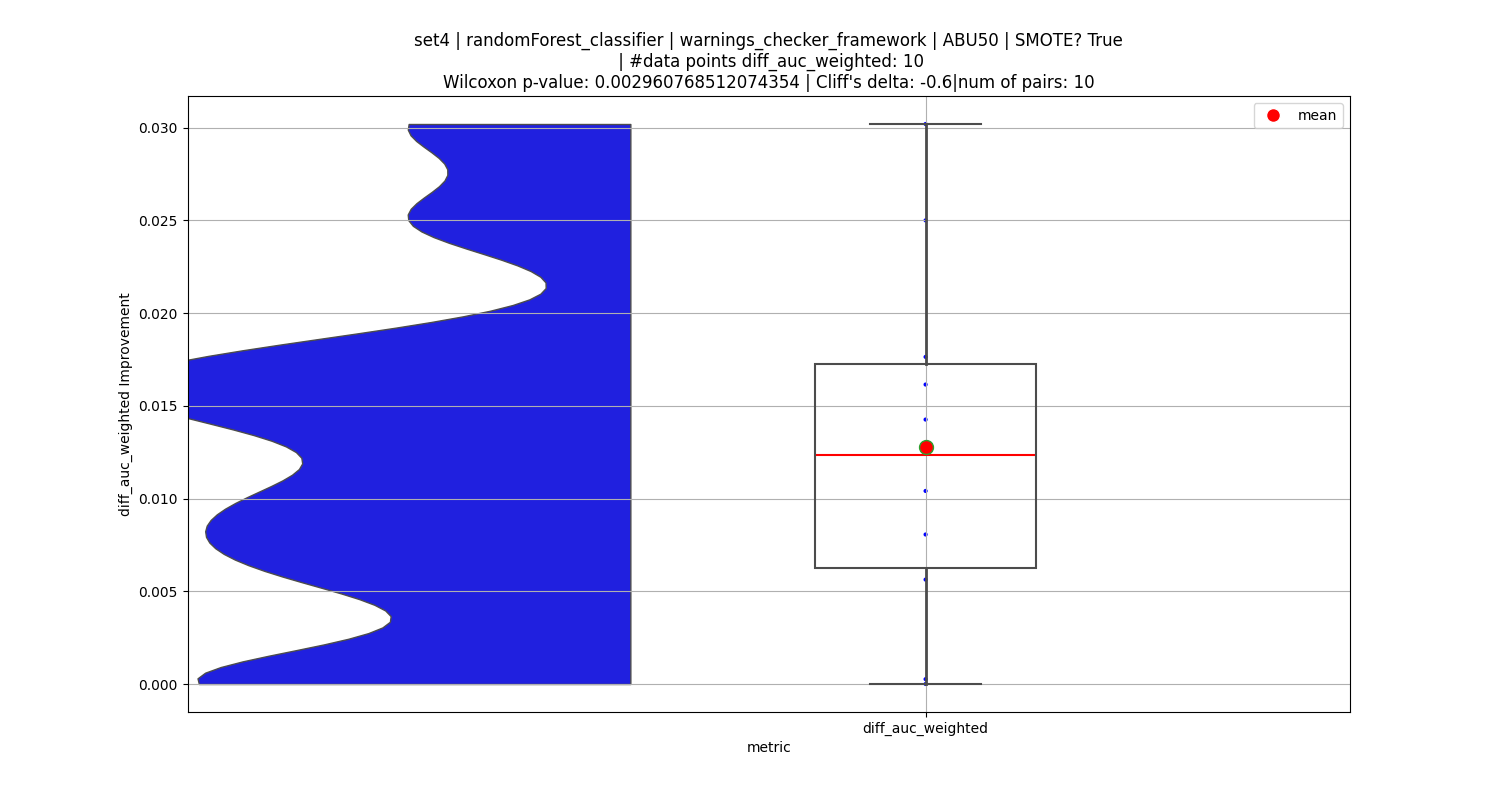 set4 | randomForest_classifier | warnings_checker_framework | ABU50 | SMOTE? True
| #data points diff_auc_weighted: 10
Wilcoxon p-value: 0.002960768512074354 | Cliff's delta: -0.6|num of pairs: 10
mean
0.030
0.025
0.020
0.015
0.010
0.005
0.000
diff_auc_weighted Improvement
diff_auc_weighted
metric